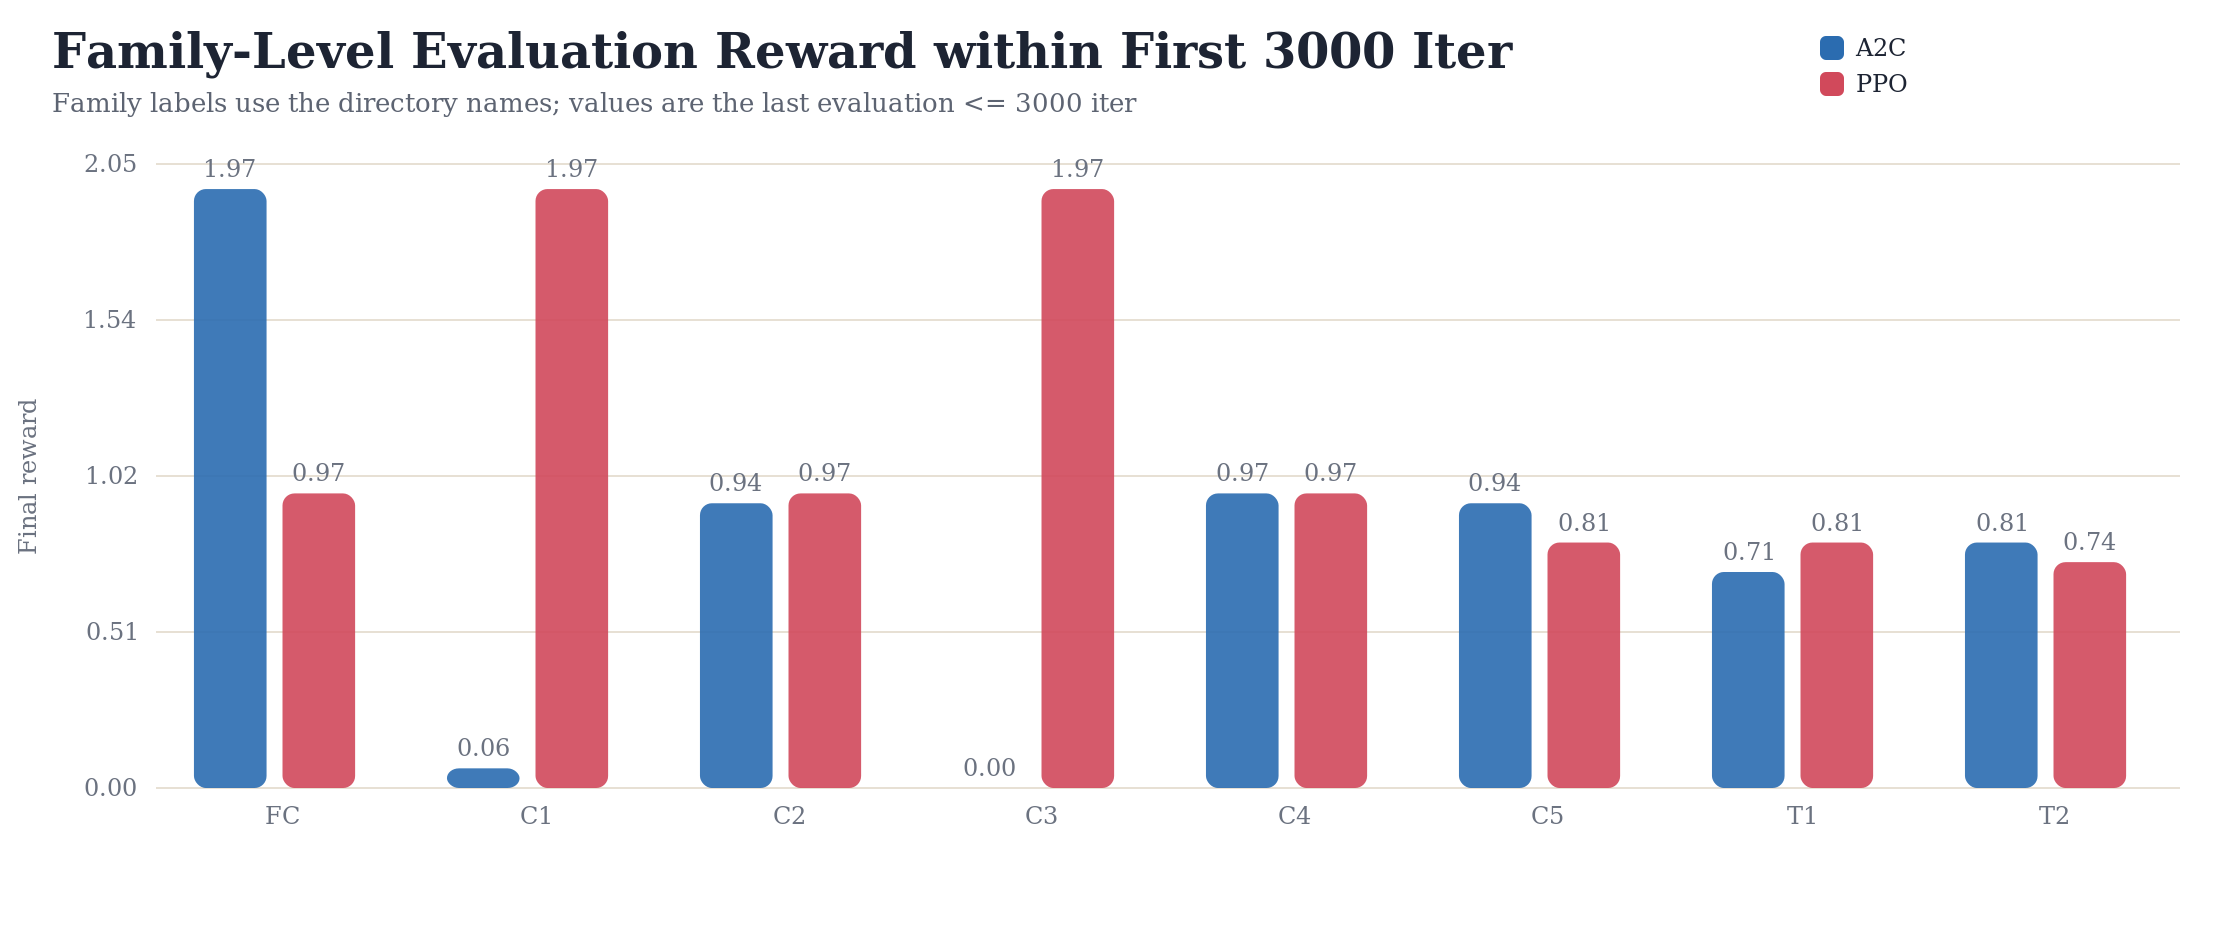 Family-Level Evaluation Reward within First 3000 Iter
Family labels use the directory names; values are the last evaluation <= 3000 iter
A2C
PPO
Final reward
2.05
1.54
1.02
0.51
0.00
1.97
0.97
0.06
1.97
0.94
0.97
0.00
1.97
0.97
0.97
0.94
0.81
0.71
0.81
0.81
0.74
FC
C1
C2
C3
C4
C5
T1
T2